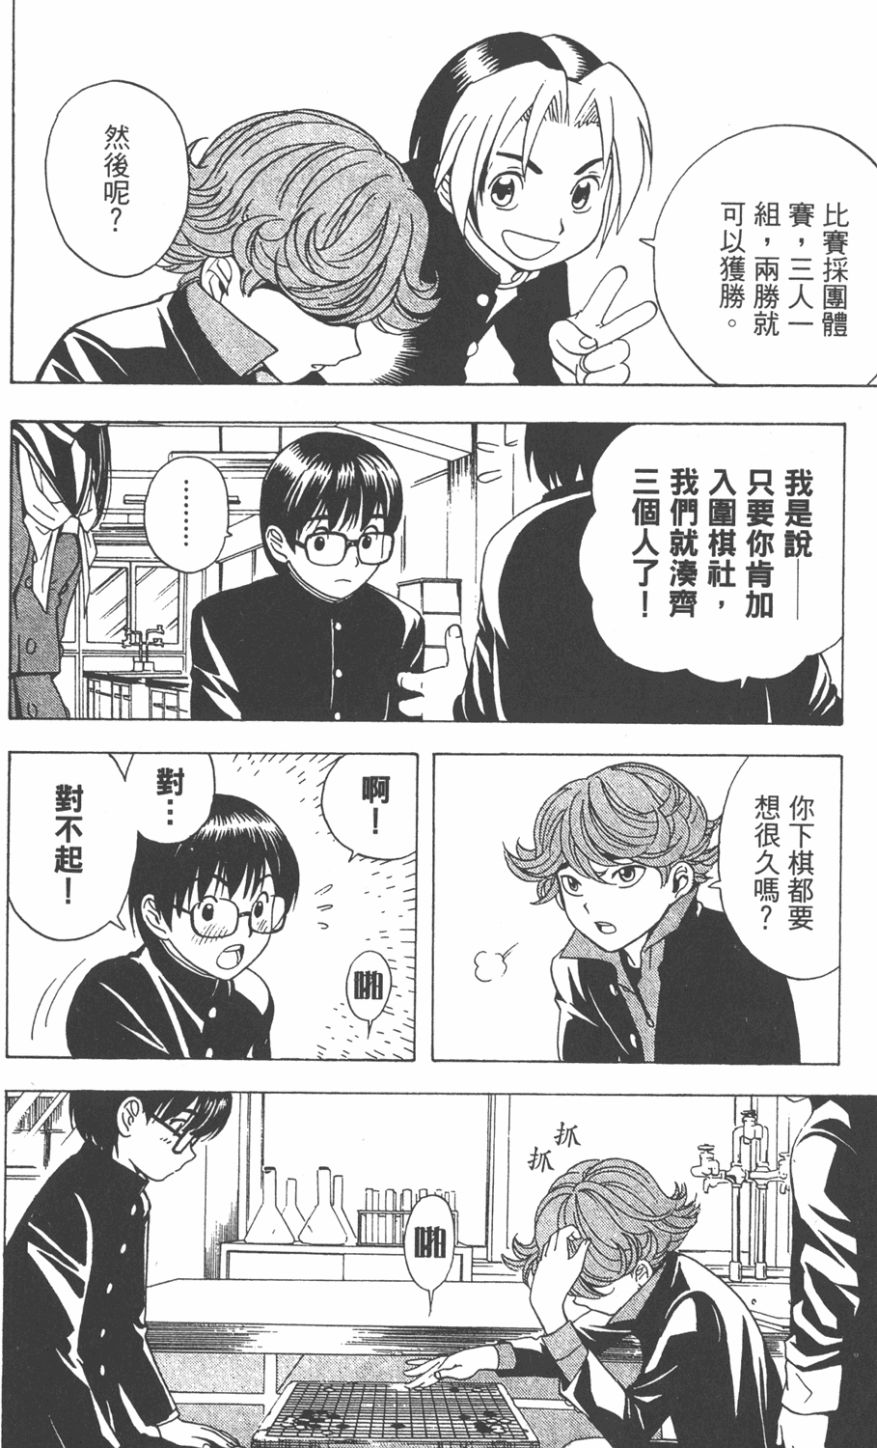 比賽採團體
賽，三人一
組，兩勝就
可以獲勝。
然後呢？
我是說——
只要你肯加
入圍棋社，
我們就湊齊
三個人了！
………
你下棋都要
想很久嗎？
啊！
啪
對…
對不起！
抓
抓
啪